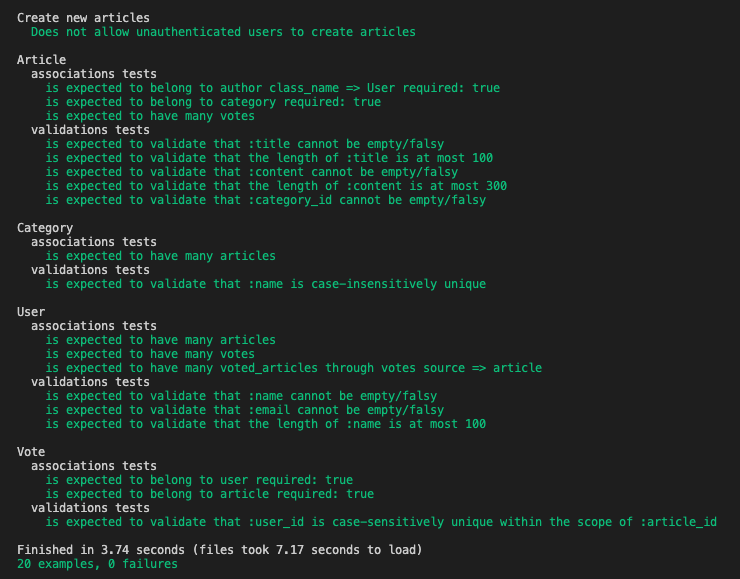 Create new articles
Does not allow unauthenticated users to create articles
Article
associations tests
is expected to belong to author class_name => User required: true
is expected to belong to category required: true
is expected to have many votes
validations tests
is expected to validate that :title cannot be empty/falsy
is expected to validate that the length of :title is at most 100
is expected to validate that :content cannot be empty/falsy
is expected to validate that the length of :content is at most 300
is expected to validate that :category_id cannot be empty/falsy
Category
associations tests
is expected to have many articles
validations tests
is expected to validate that :name is case-insensitively unique
User
associations tests
is expected to have many articles
is expected to have many votes
is expected to have many voted_articles through votes source => article
validations tests
is expected to validate that :name cannot be empty/falsy
is expected to validate that :email cannot be empty/falsy
is expected to validate that the length of :name is at most 100
Vote
associations tests
is expected to belong to user required: true
is expected to belong to article required: true
validations tests
is expected to validate that :user_id is case-sensitively unique within the scope of :article_id
Finished in 3.74 seconds (files took 7.17 seconds to load)
20 examples, 0 failures